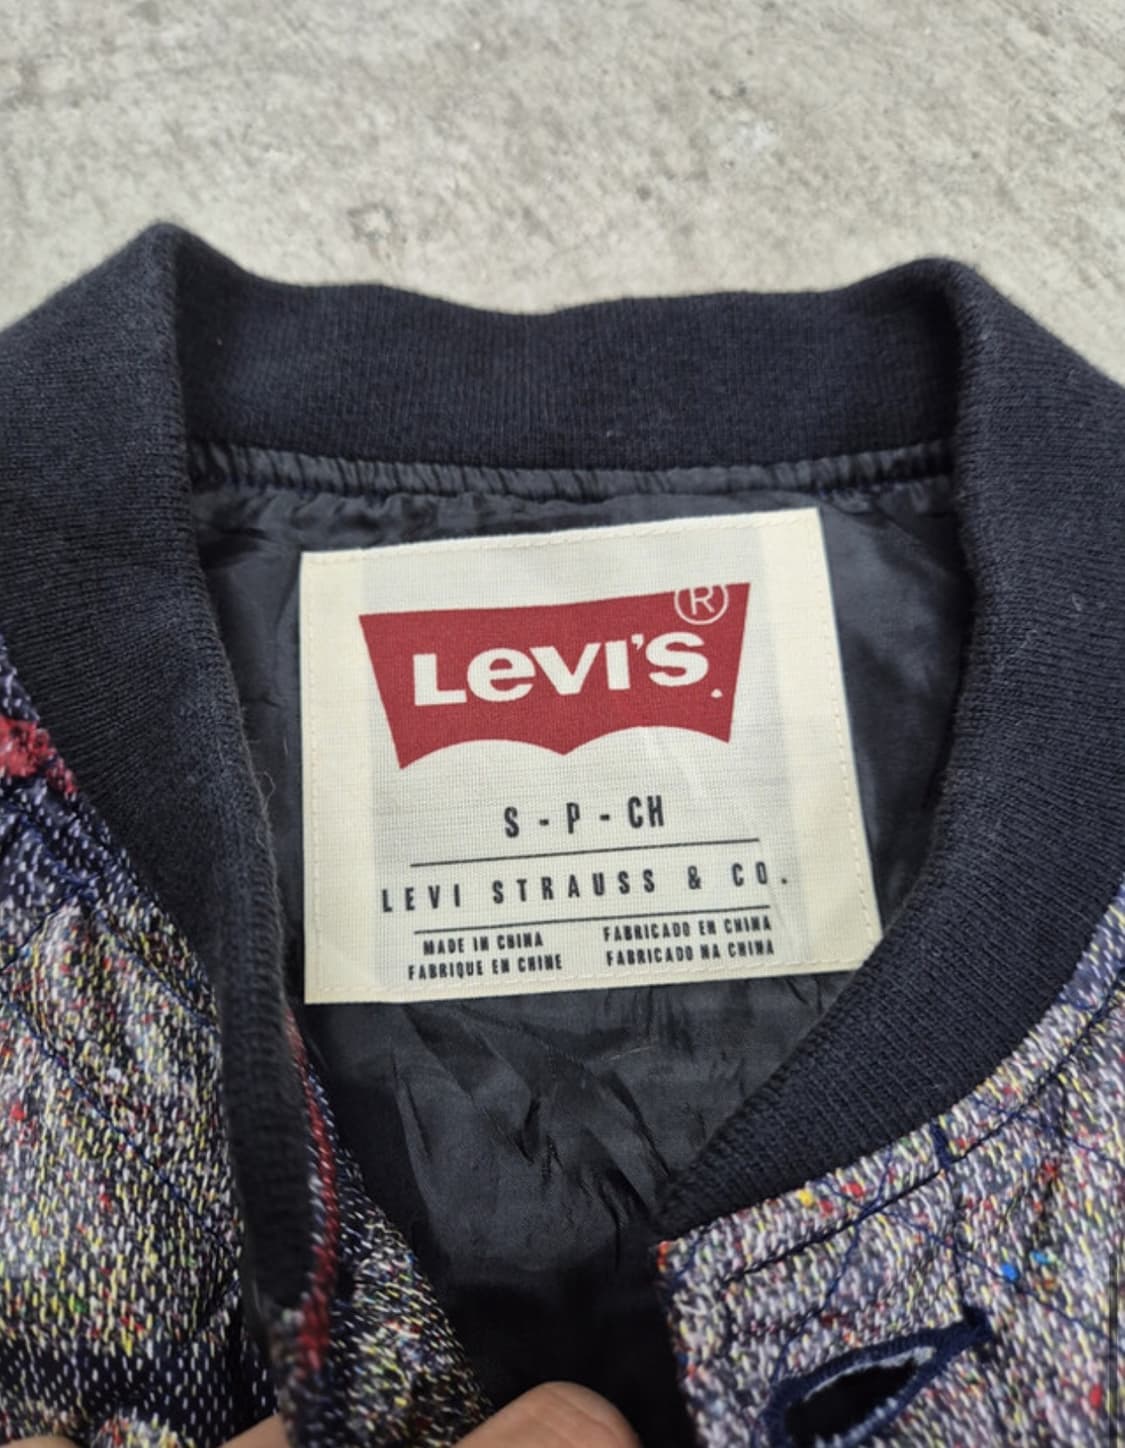 LEVI'S ®
S - P - CH
LEVI STRAUSS & CO.
MADE IN CHINA
FABRIQUE EN CHINE
FABRICADO EN CHINA
FABRICADO NA CHINA